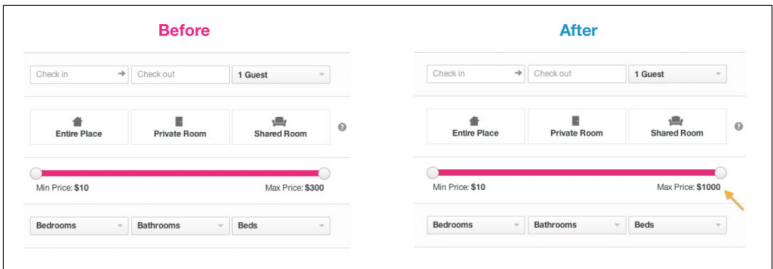 Before
Check in
Check out
1 Guest
Entire Place
Private Room
Shared Room
?
Min Price: $10
Max Price: $300
Bedrooms
Bathrooms
Beds
After
Check in
Check out
1 Guest
Entire Place
Private Room
Shared Room
?
Min Price: $10
Max Price: $1000
Bedrooms
Bathrooms
Beds